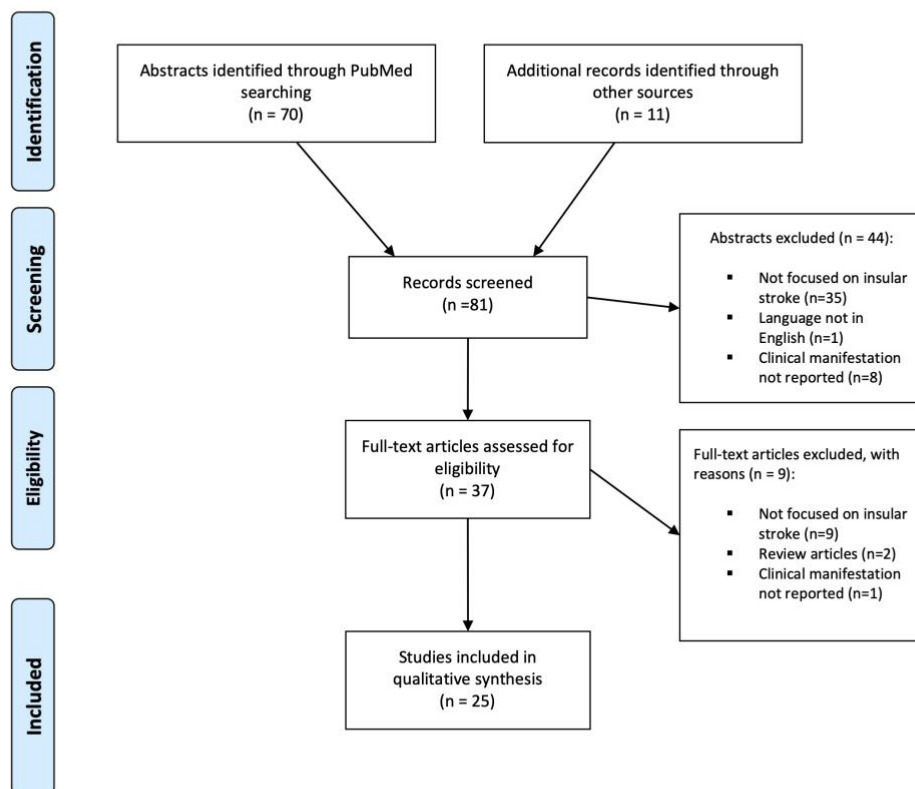 Identification
Abstracts identified through PubMed
searching
(n = 70)
Additional records identified through
other sources
(n = 11)
Screening
Records screened
(n =81)
Abstracts excluded (n = 44):
▪ Not focused on insular
stroke (n=35)
▪ Language not in
English (n=1)
▪ Clinical manifestation
not reported (n=8)
Eligibility
Full-text articles assessed for
eligibility
(n = 37)
Full-text articles excluded, with
reasons (n = 9):
▪ Not focused on insular
stroke (n=9)
▪ Review articles (n=2)
▪ Clinical manifestation
not reported (n=1)
Included
Studies included in
qualitative synthesis
(n = 25)